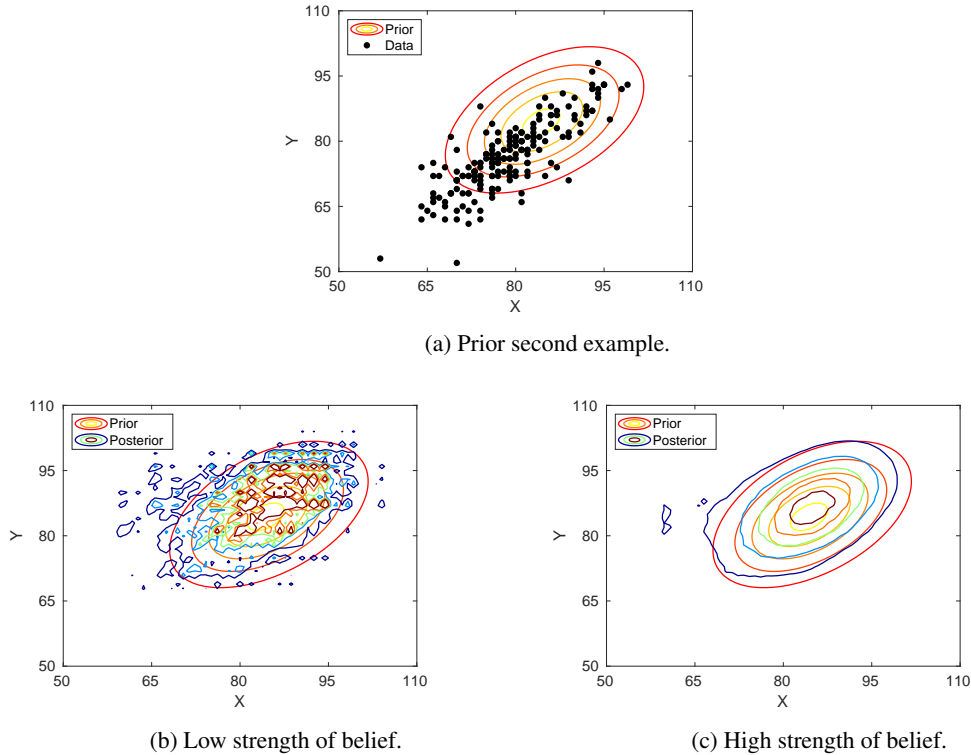 110
95
80
65
50
Y
Prior
Data
50 65 80 95 110
X
(a) Prior second example.
110
95
80
65
50
Y
Prior
Posterior
50 65 80 95 110
X
(b) Low strength of belief.
110
95
80
65
50
Y
Prior
Posterior
50 65 80 95 110
X
(c) High strength of belief.